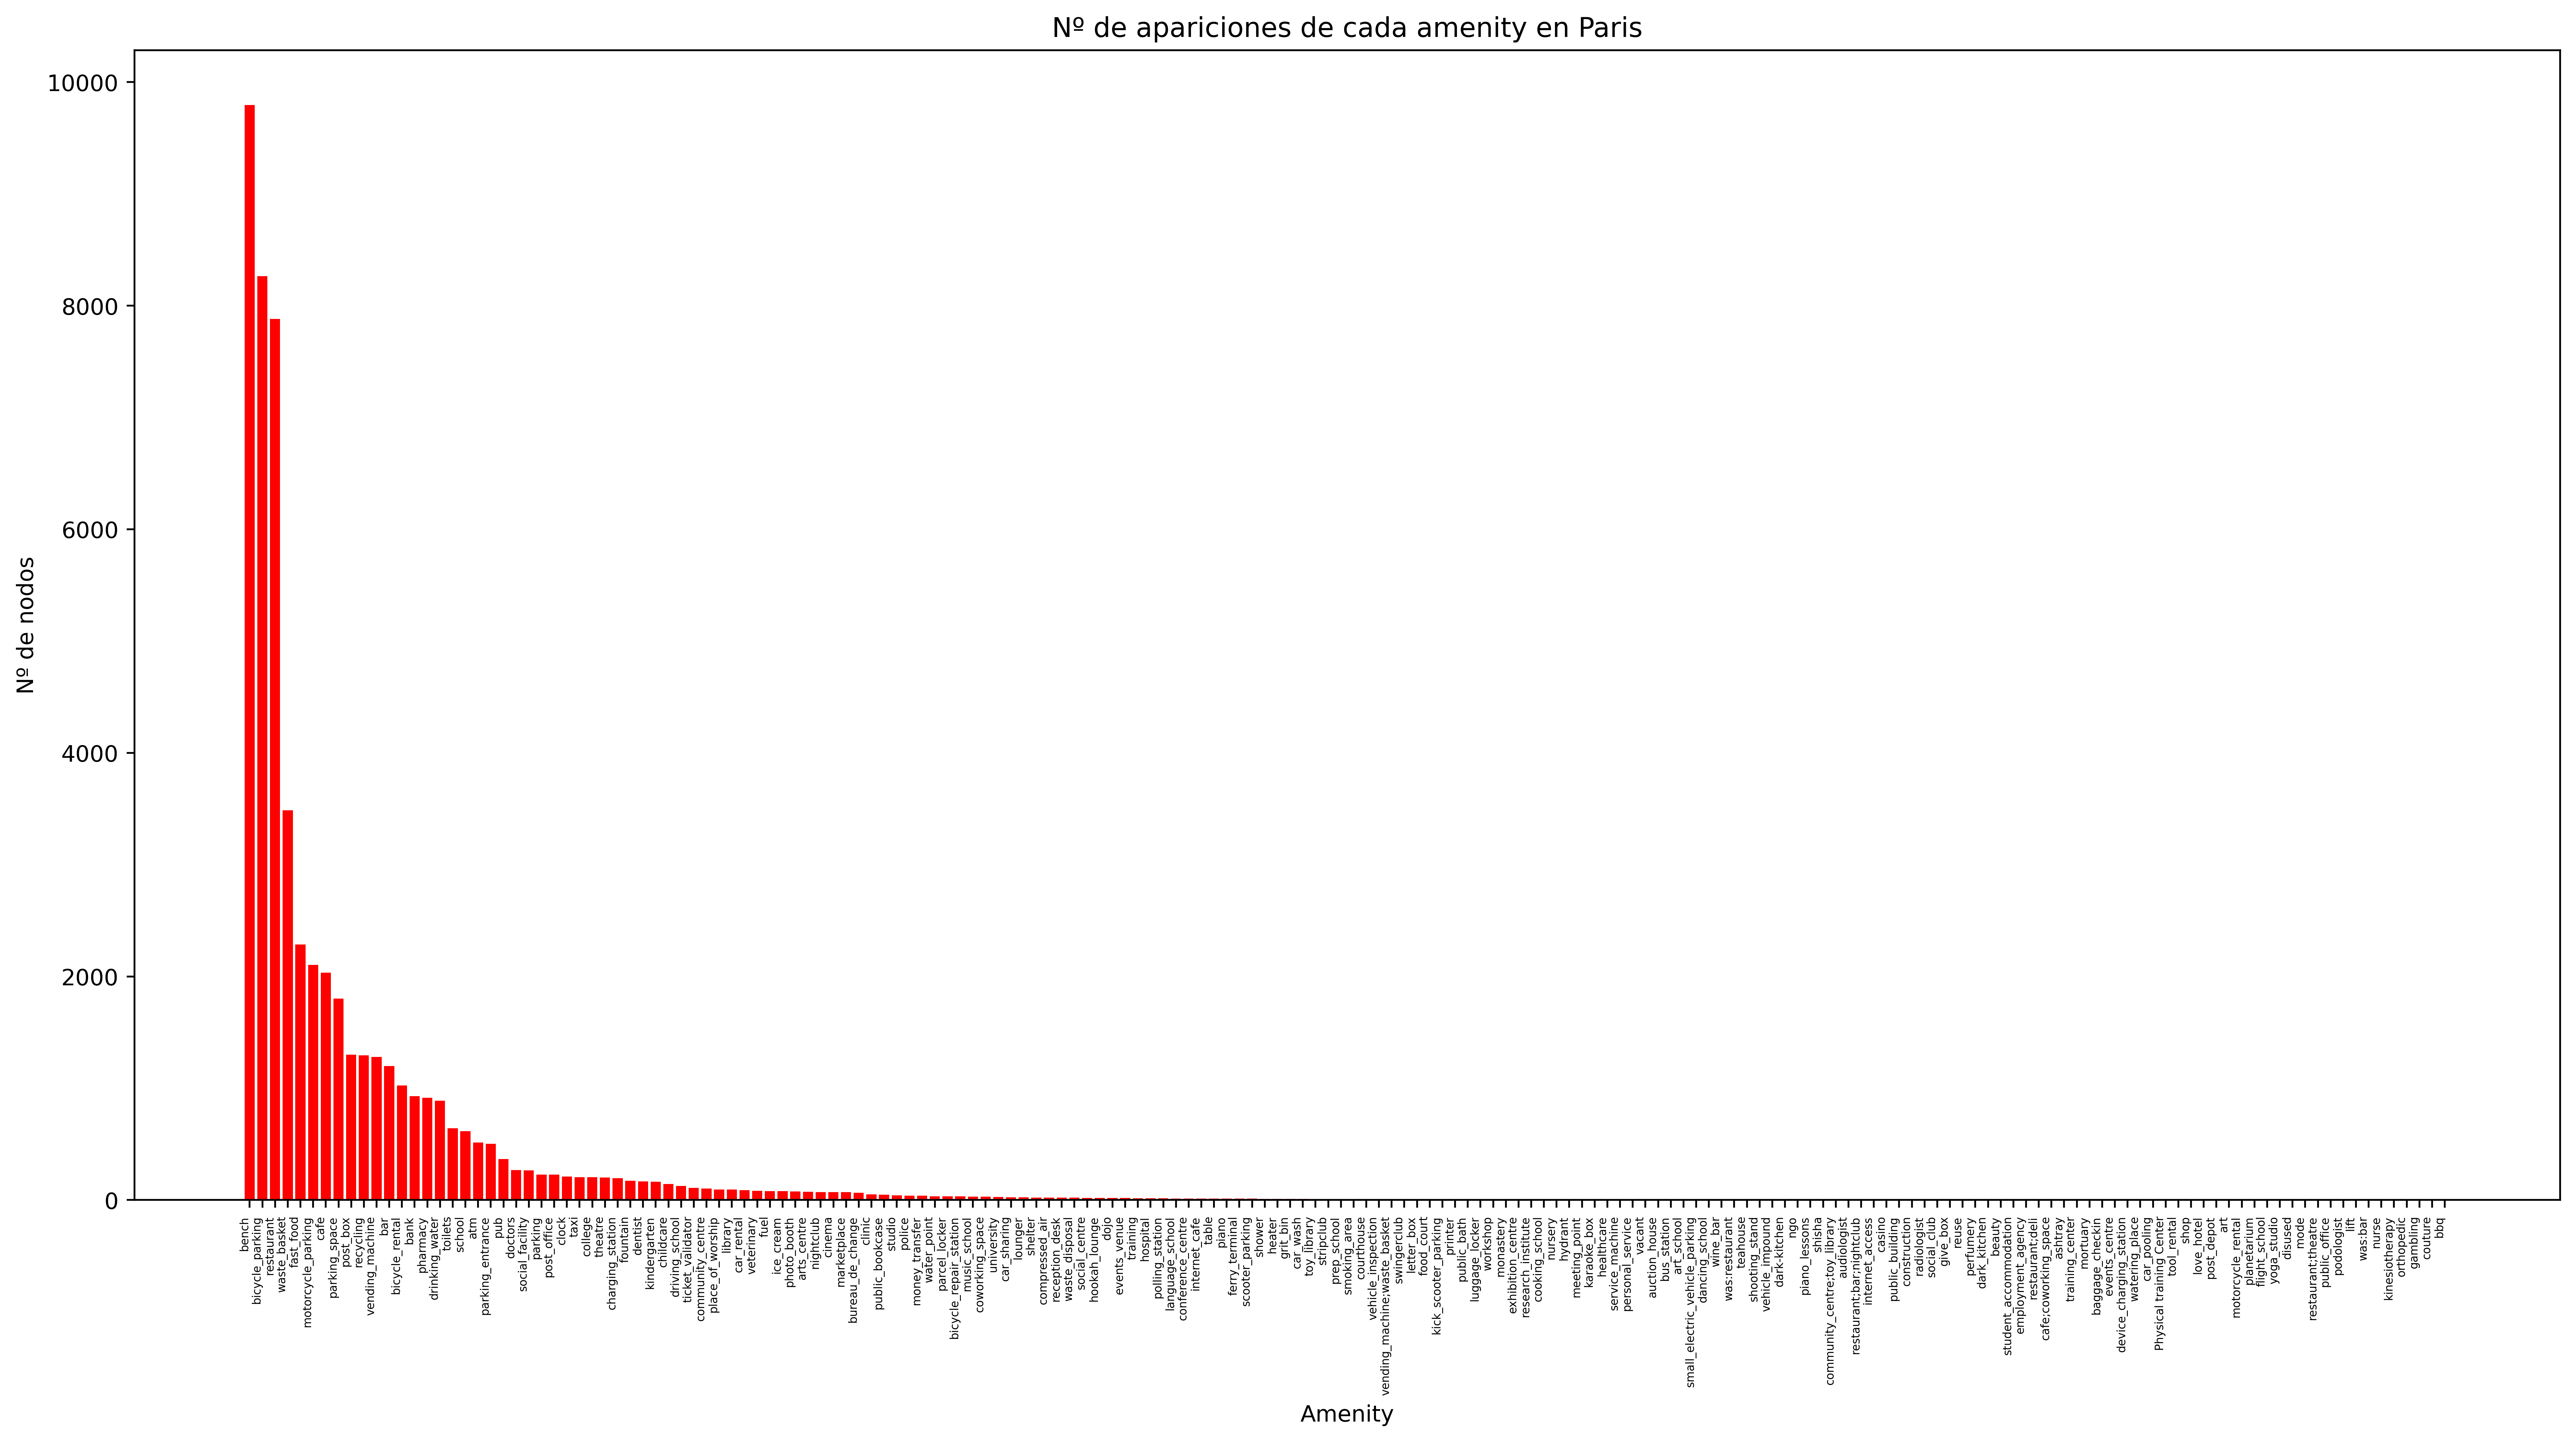 Nº de apariciones de cada amenity en Paris
Nº de nodos
10000
8000
6000
4000
2000
0
bench
bicycle_parking
restaurant
waste_basket
fast_food
motorcycle_parking
cafe
parking_space
post_box
recycling
vending_machine
bar
bicycle_rental
bank
pharmacy
drinking_water
toilets
school
atm
parking_entrance
pub
doctors
social_facility
parking
post_office
clock
taxi
college
theatre
charging_station
fountain
dentist
kindergarten
childcare
driving_school
ticket_validator
community_centre
place_of_worship
library
car_rental
veterinary
fuel
ice_cream
photo_booth
arts_centre
nightclub
cinema
marketplace
bureau_de_change
clinic
public_bookcase
studio
police
money_transfer
water_point
parcel_locker
bicycle_repair_station
music_school
coworking_space
university
car_sharing
lounger
shelter
compressed_air
reception_desk
waste_disposal
social_centre
hookah_lounge
dojo
events_venue
training
hospital
polling_station
language_school
conference_centre
internet_cafe
table
piano
ferry_terminal
scooter_parking
shower
heater
grit_bin
car_wash
toy_library
stripclub
prep_school
smoking_area
courthouse
vehicle_inspection
vending_machine;waste_basket
swingerclub
letter_box
food_court
kick_scooter_parking
printer
public_bath
luggage_locker
workshop
monastery
exhibition_centre
research_institute
cooking_school
nursery
hydrant
meeting_point
karaoke_box
healthcare
service_machine
personal_service
vacant
auction_house
bus_station
art_school
small_electric_vehicle_parking
dancing_school
wine_bar
was:restaurant
teahouse
shooting_stand
vehicle_impound
dark-kitchen
ngo
piano_lessons
shisha
community_centre;toy_library
audiologist
restaurant;bar;nightclub
internet_access
casino
public_building
construction
radiologist
social_club
give_box
reuse
perfumery
dark_kitchen
beauty
student_accommodation
employment_agency
restaurant;deli
cafe;coworking_space
ashtray
training_center
mortuary
baggage_checkin
events_centre
device_charging_station
watering_place
car_pooling
Physical training Center
tool_rental
shop
love_hotel
post_depot
art
motorcycle_rental
planetarium
flight_school
yoga_studio
disused
mode
restaurant;theatre
public_office
podologist
lift
was:bar
nurse
kinesiotherapy
orthopedic
gambling
couture
bbq
Amenity